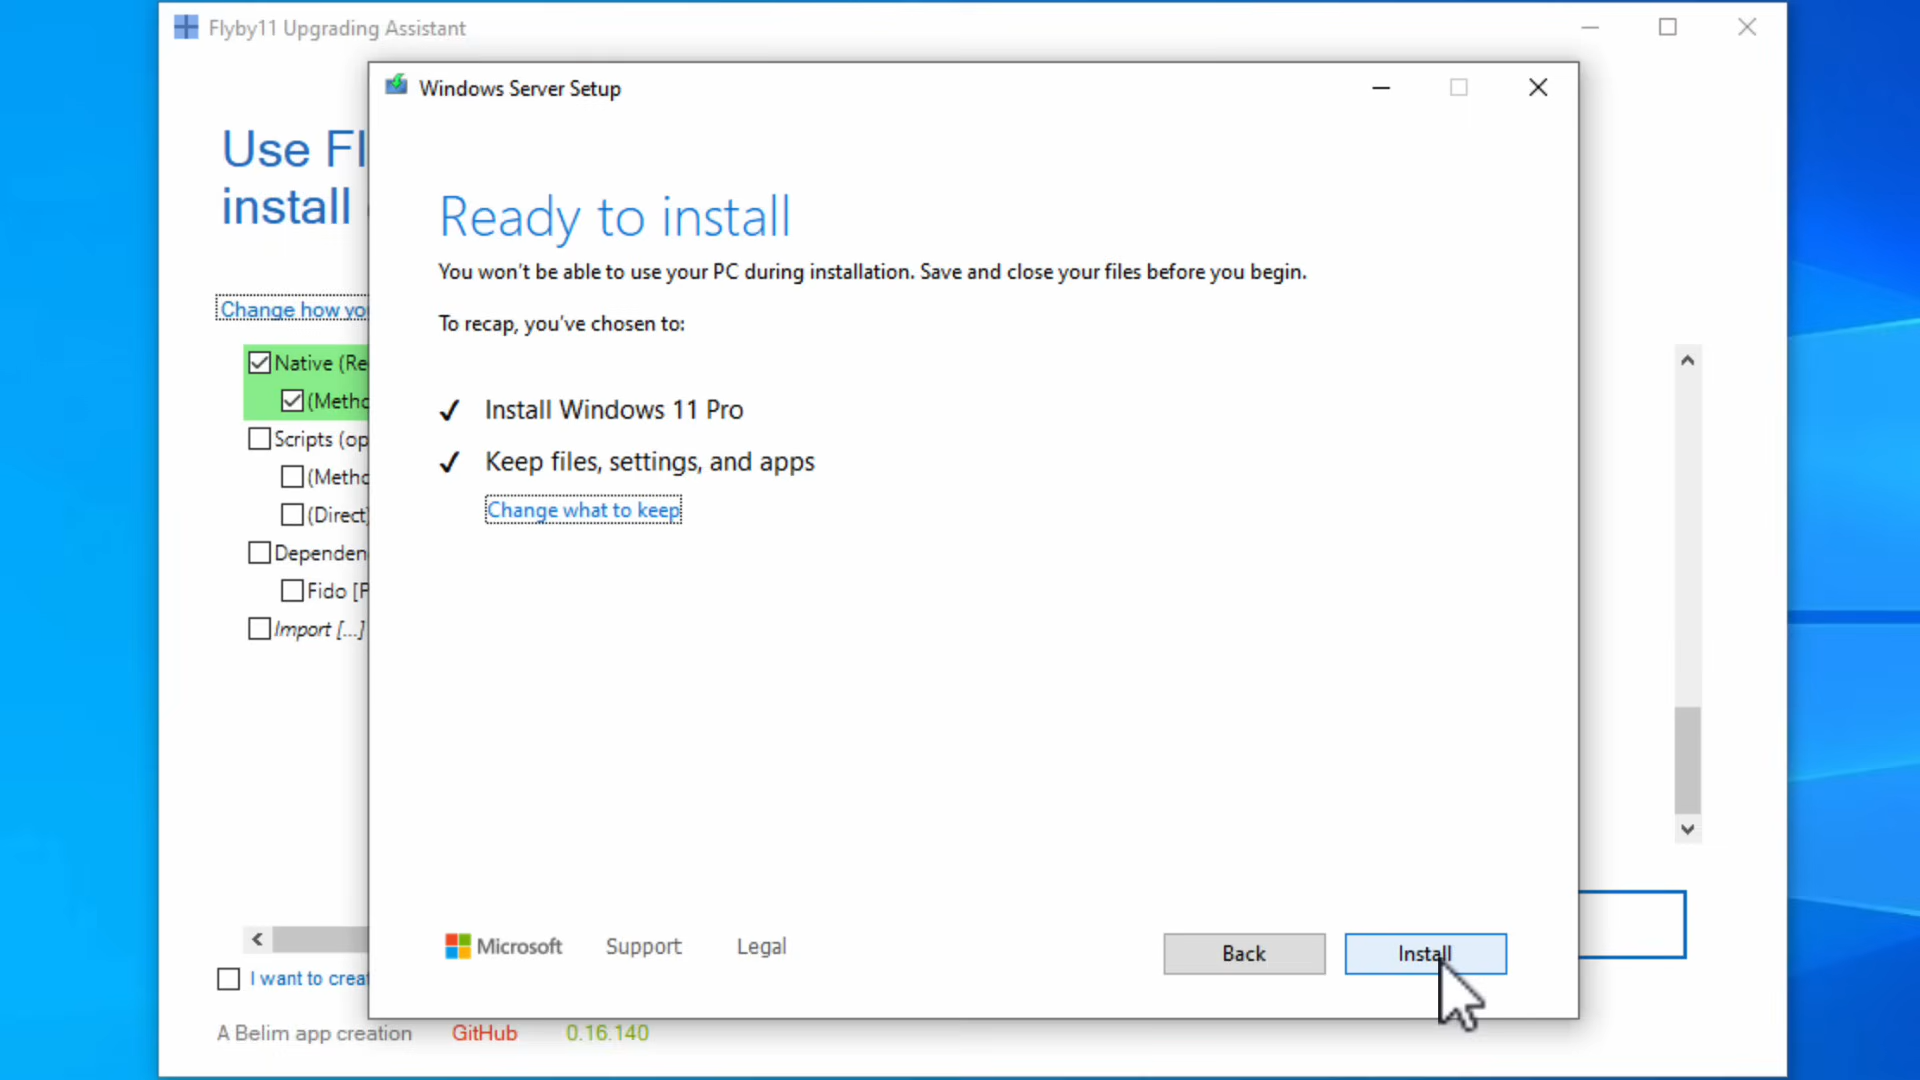 Flyby11 Upgrading Assistant
Windows Server Setup
Use Fl
install
Change how yo
Native (Re
(Metho
Scripts (op
(Metho
(Direct)
Dependen
Fido [P
Import [...]
Ready to install
You won't be able to use your PC during installation. Save and close your files before you begin.
To recap, you've chosen to:
✓ Install Windows 11 Pro
✓ Keep files, settings, and apps
Change what to keep
Microsoft Support Legal
Back Install
I want to creat
A Belim app creation GitHub 0.16.140